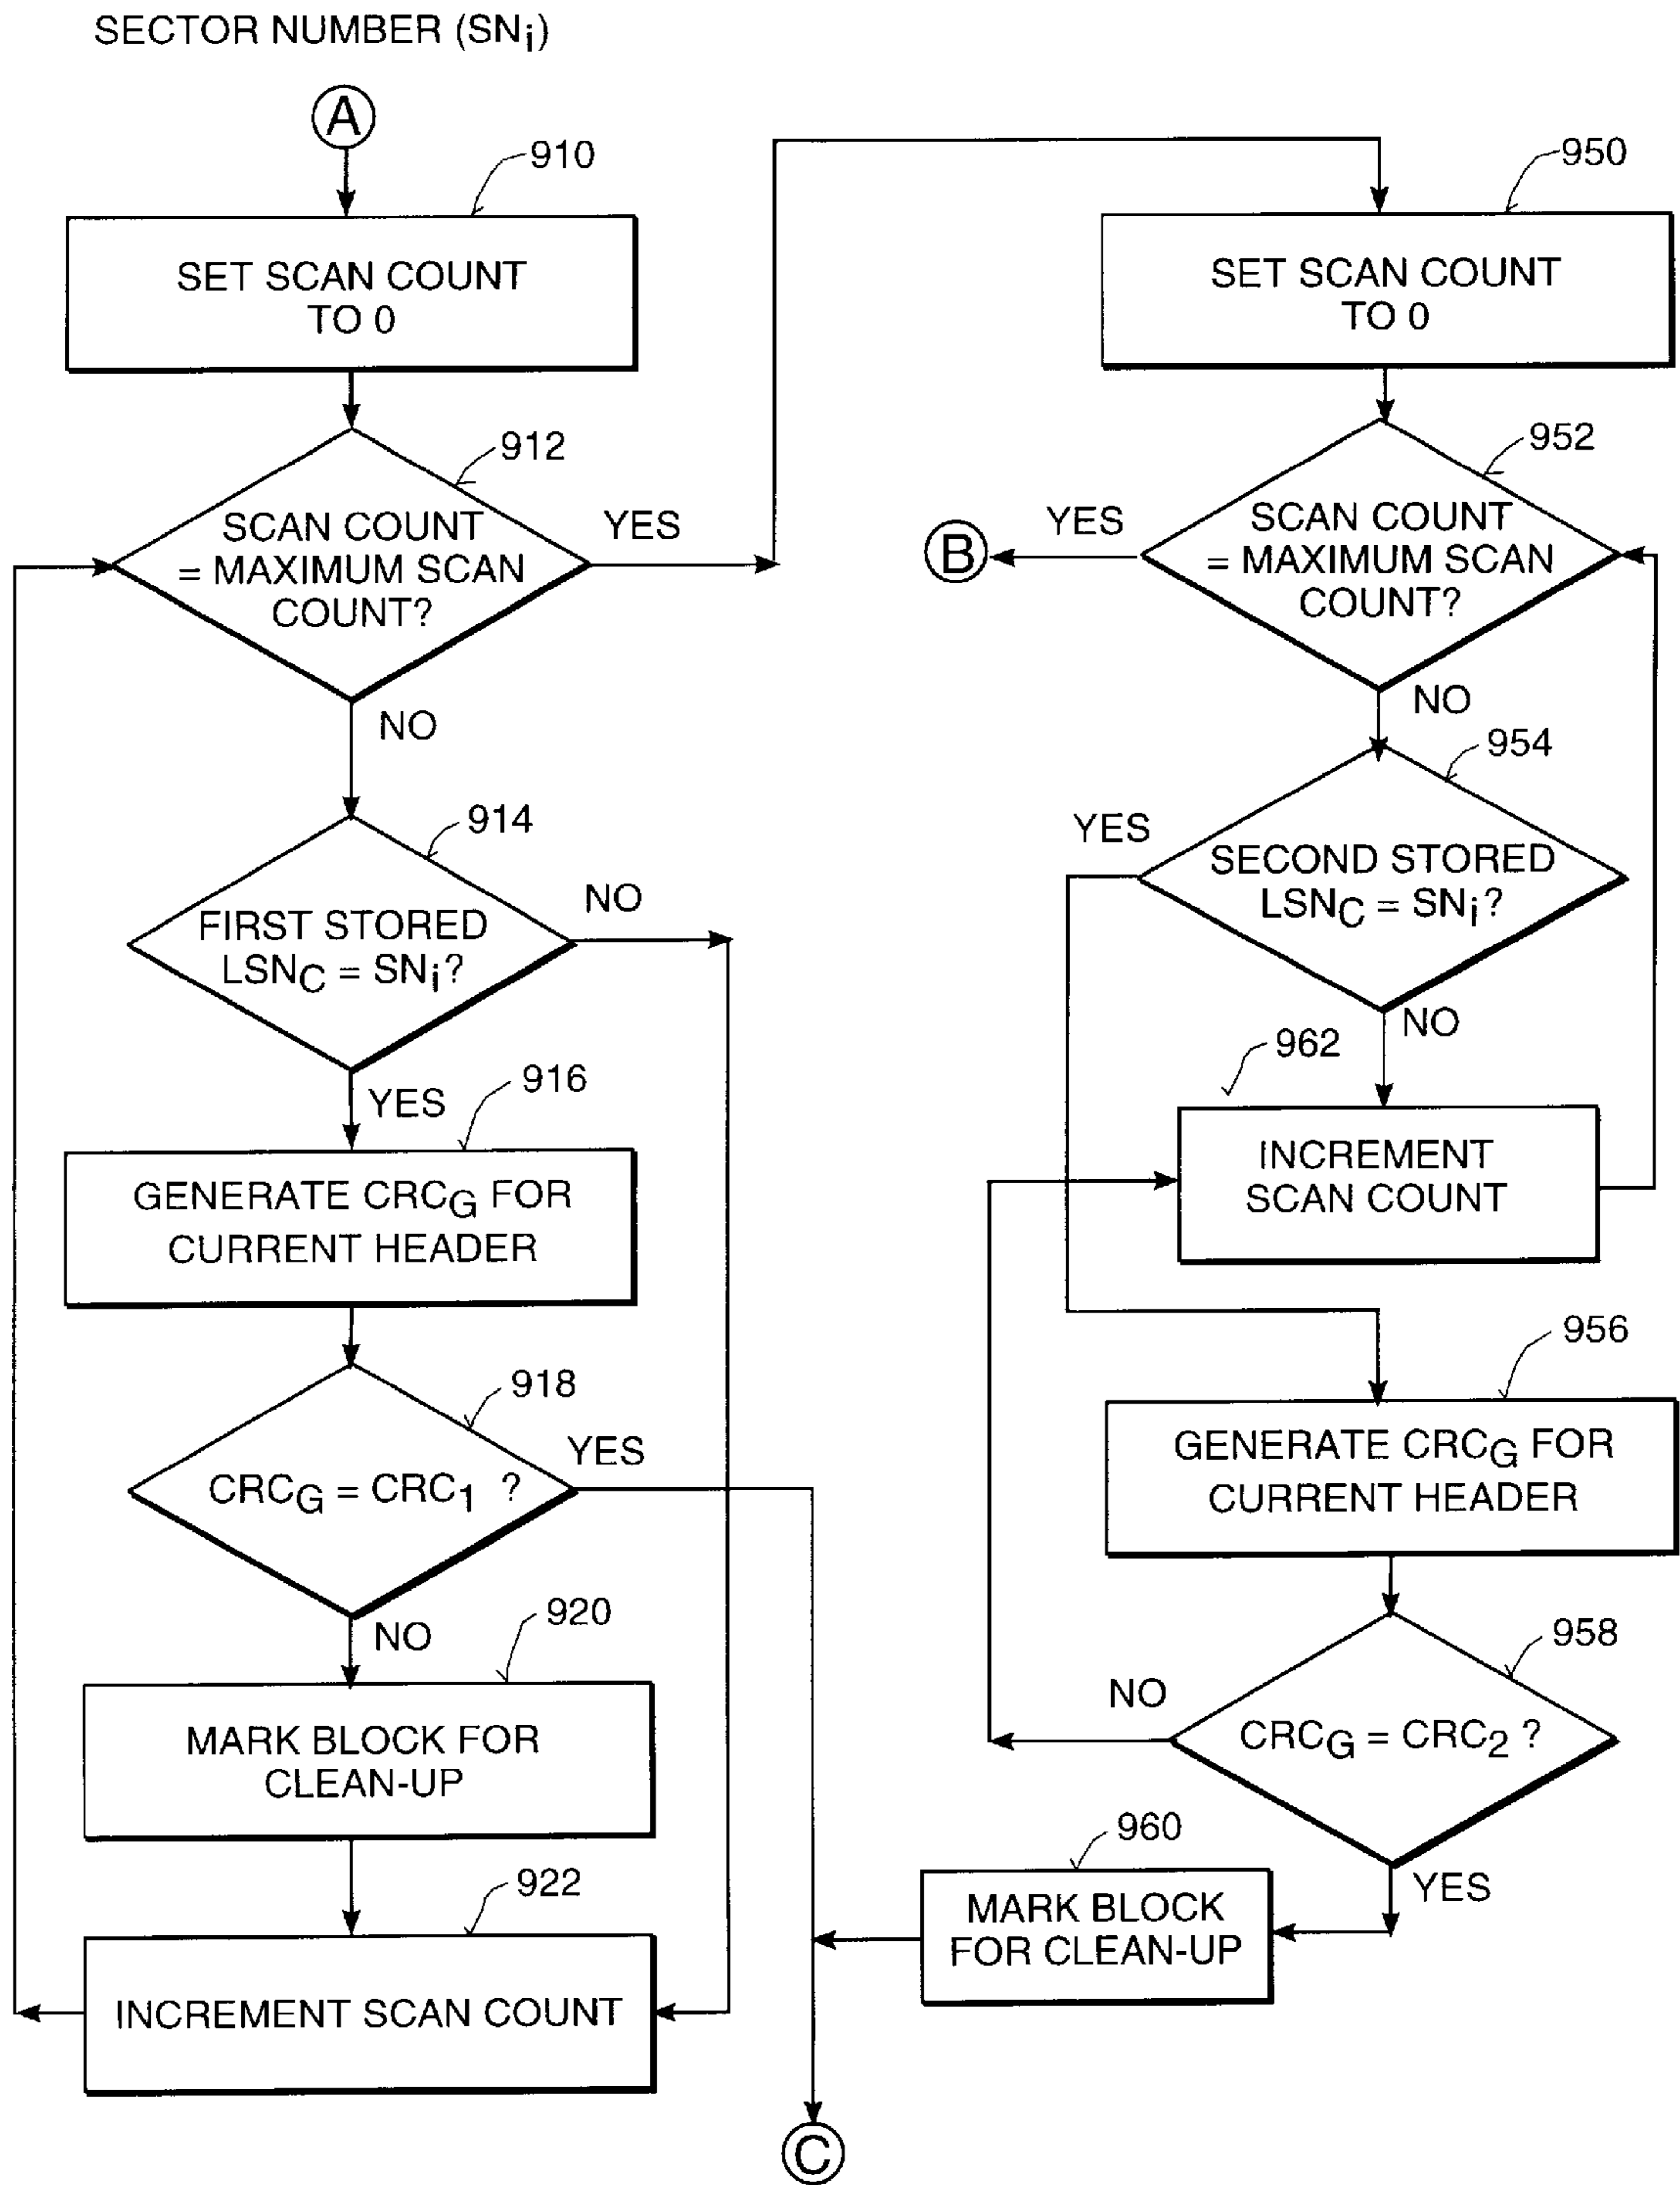 SECTOR NUMBER (SNi)
A
910
SET SCAN COUNT
TO 0
912
SCAN COUNT
= MAXIMUM SCAN
COUNT?
YES
NO
914
FIRST STORED
LSNC = SNi?
NO
YES
916
GENERATE CRCG FOR
CURRENT HEADER
918
CRCG = CRC1 ?
YES
NO
920
MARK BLOCK FOR
CLEAN-UP
922
INCREMENT SCAN COUNT
950
SET SCAN COUNT
TO 0
952
SCAN COUNT
= MAXIMUM SCAN
COUNT?
YES
B
NO
954
YES
SECOND STORED
LSNC = SNi?
NO
962
INCREMENT
SCAN COUNT
956
GENERATE CRCG FOR
CURRENT HEADER
958
NO
CRCG = CRC2 ?
YES
960
MARK BLOCK
FOR CLEAN-UP
C